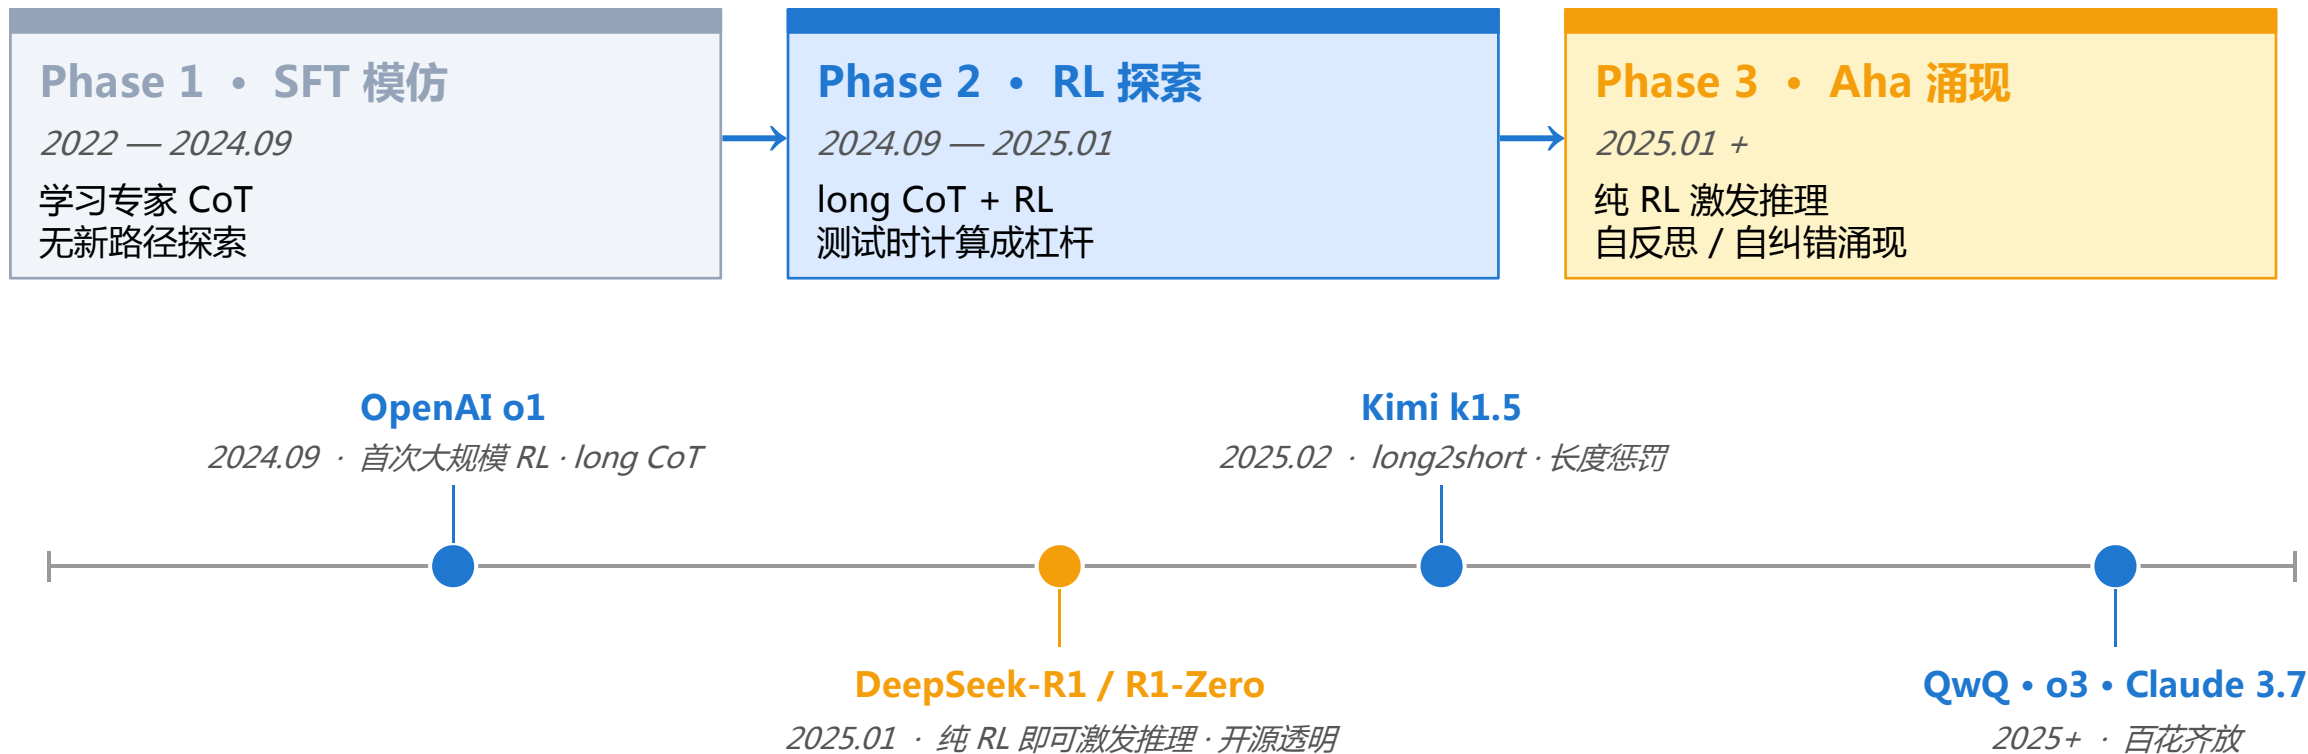 Phase 1 • SFT 模仿
2022 — 2024.09
学习专家 CoT
无新路径探索
Phase 2 • RL 探索
2024.09 — 2025.01
long CoT + RL
测试时计算成杠杆
Phase 3 • Aha 涌现
2025.01 +
纯 RL 激发推理
自反思 / 自纠错涌现
OpenAI o1
2024.09 · 首次大规模 RL · long CoT
Kimi k1.5
2025.02 · long2short · 长度惩罚
DeepSeek-R1 / R1-Zero
2025.01 · 纯 RL 即可激发推理 · 开源透明
QwQ • o3 • Claude 3.7
2025+ · 百花齐放